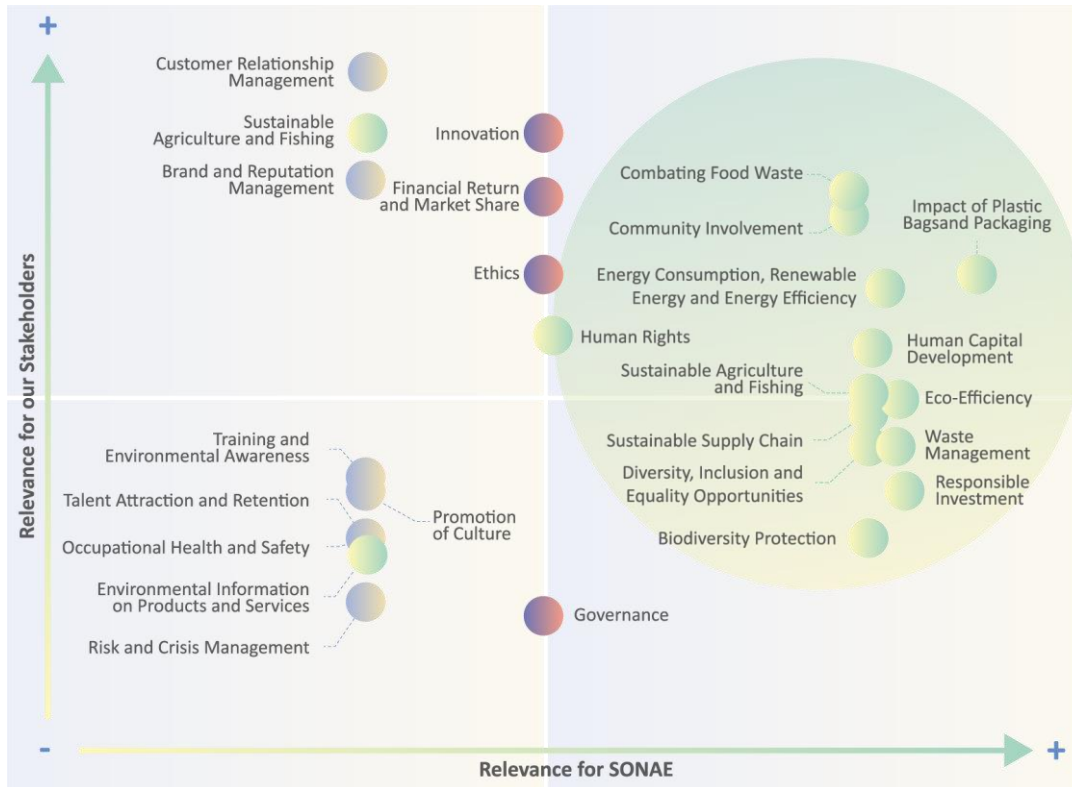 +
Customer Relationship
Management
Sustainable
Agriculture and Fishing
Brand and Reputation
Management
Innovation
Financial Return
and Market Share
Ethics
Human Rights
Combating Food Waste
Community Involvement
Impact of Plastic
Bagsand Packaging
Energy Consumption, Renewable
Energy and Energy Efficiency
Human Capital
Development
Sustainable Agriculture
and Fishing
Eco-Efficiency
Sustainable Supply Chain
Waste
Management
Diversity, Inclusion and
Equality Opportunities
Responsible
Investment
Biodiversity Protection
Training and
Environmental Awareness
Talent Attraction and Retention
Promotion
of Culture
Occupational Health and Safety
Environmental Information
on Products and Services
Risk and Crisis Management
Governance
Relevance for our Stakeholders
-
+
Relevance for SONAE